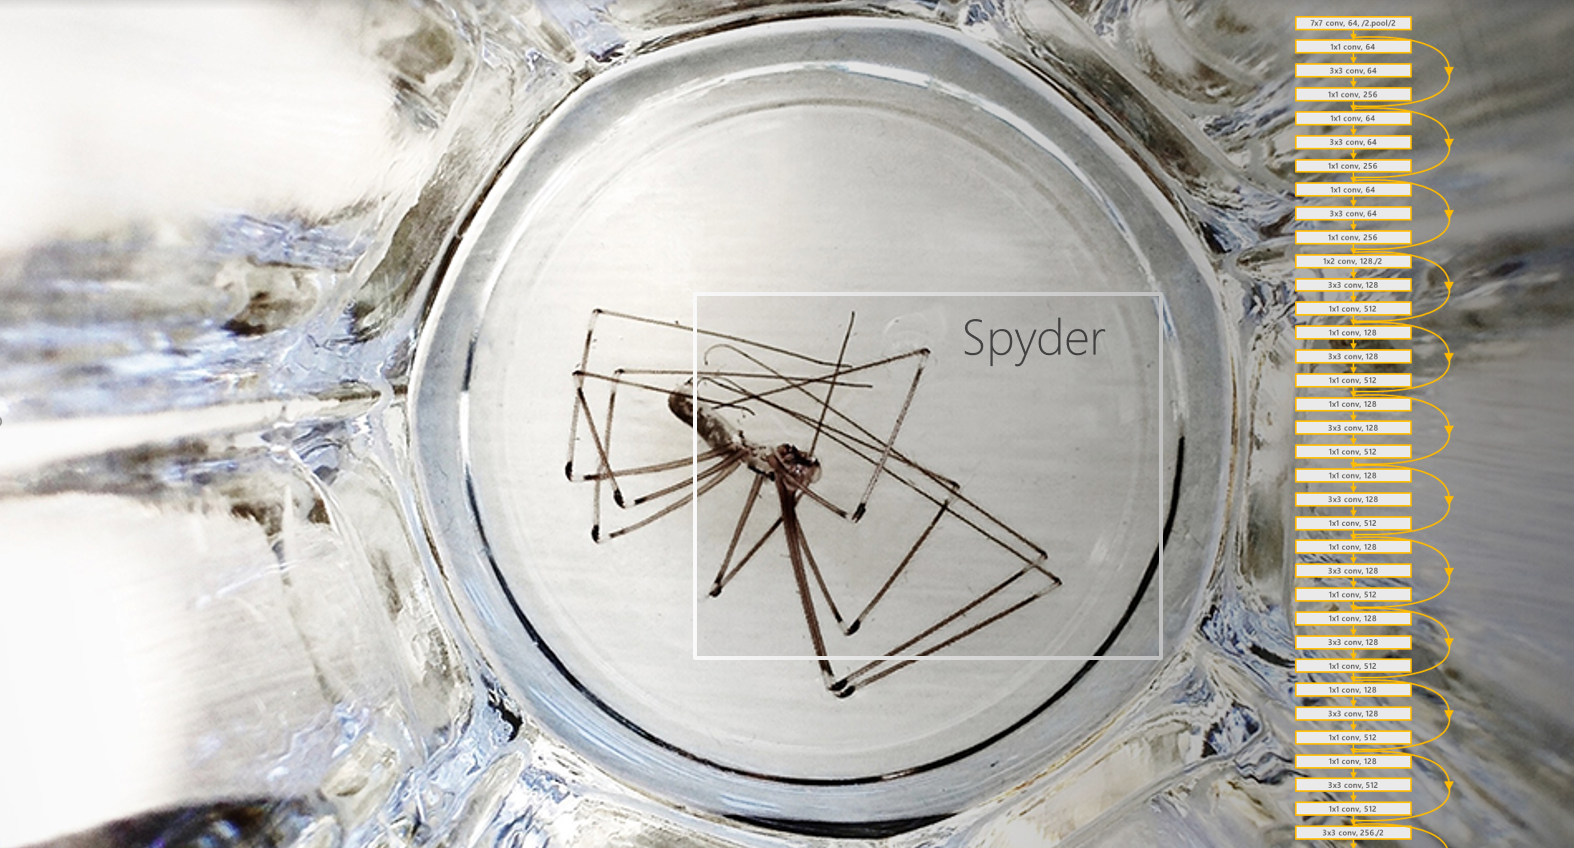 Spyder
7x7 conv, 64, /2.pool/2
1x1 conv, 64
3x3 conv, 64
1x1 conv, 256
1x1 conv, 64
3x3 conv, 64
1x1 conv, 256
1x1 conv, 64
3x3 conv, 64
1x1 conv, 256
1x2 conv, 128./2
3x3 conv, 128
1x1 conv, 512
1x1 conv, 128
3x3 conv, 128
1x1 conv, 512
1x1 conv, 128
3x3 conv, 128
1x1 conv, 512
1x1 conv, 128
3x3 conv, 128
1x1 conv, 512
1x1 conv, 128
3x3 conv, 128
1x1 conv, 512
1x1 conv, 128
3x3 conv, 128
1x1 conv, 512
1x1 conv, 128
3x3 conv, 128
1x1 conv, 512
1x1 conv, 128
3x3 conv, 512
1x1 conv, 512
3x3 conv, 256./2